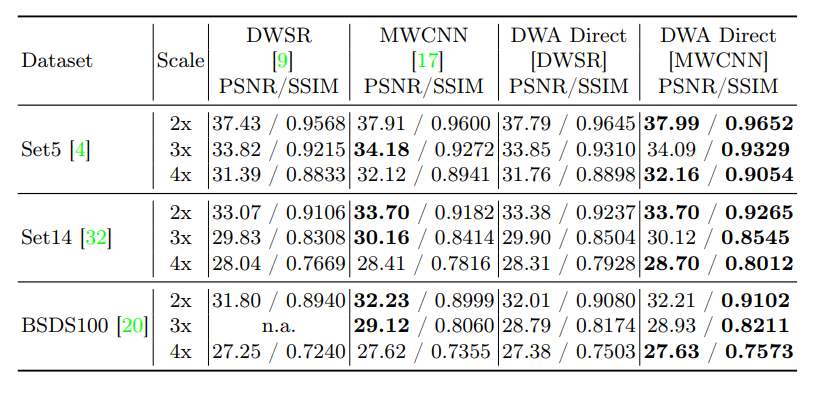 Dataset Scale DWSR [9] PSNR/SSIM MWCNN [17] PSNR/SSIM DWA Direct [DWSR] PSNR/SSIM DWA Direct [MWCNN] PSNR/SSIM
Set5 [4] 2x 37.43 / 0.9568 37.91 / 0.9600 37.79 / 0.9645 37.99 / 0.9652
3x 33.82 / 0.9215 34.18 / 0.9272 33.85 / 0.9310 34.09 / 0.9329
4x 31.39 / 0.8833 32.12 / 0.8941 31.76 / 0.8898 32.16 / 0.9054
Set14 [32] 2x 33.07 / 0.9106 33.70 / 0.9182 33.38 / 0.9237 33.70 / 0.9265
3x 29.83 / 0.8308 30.16 / 0.8414 29.90 / 0.8504 30.12 / 0.8545
4x 28.04 / 0.7669 28.41 / 0.7816 28.31 / 0.7928 28.70 / 0.8012
BSDS100 [20] 2x 31.80 / 0.8940 32.23 / 0.8999 32.01 / 0.9080 32.21 / 0.9102
3x n.a. 29.12 / 0.8060 28.79 / 0.8174 28.93 / 0.8211
4x 27.25 / 0.7240 27.62 / 0.7355 27.38 / 0.7503 27.63 / 0.7573